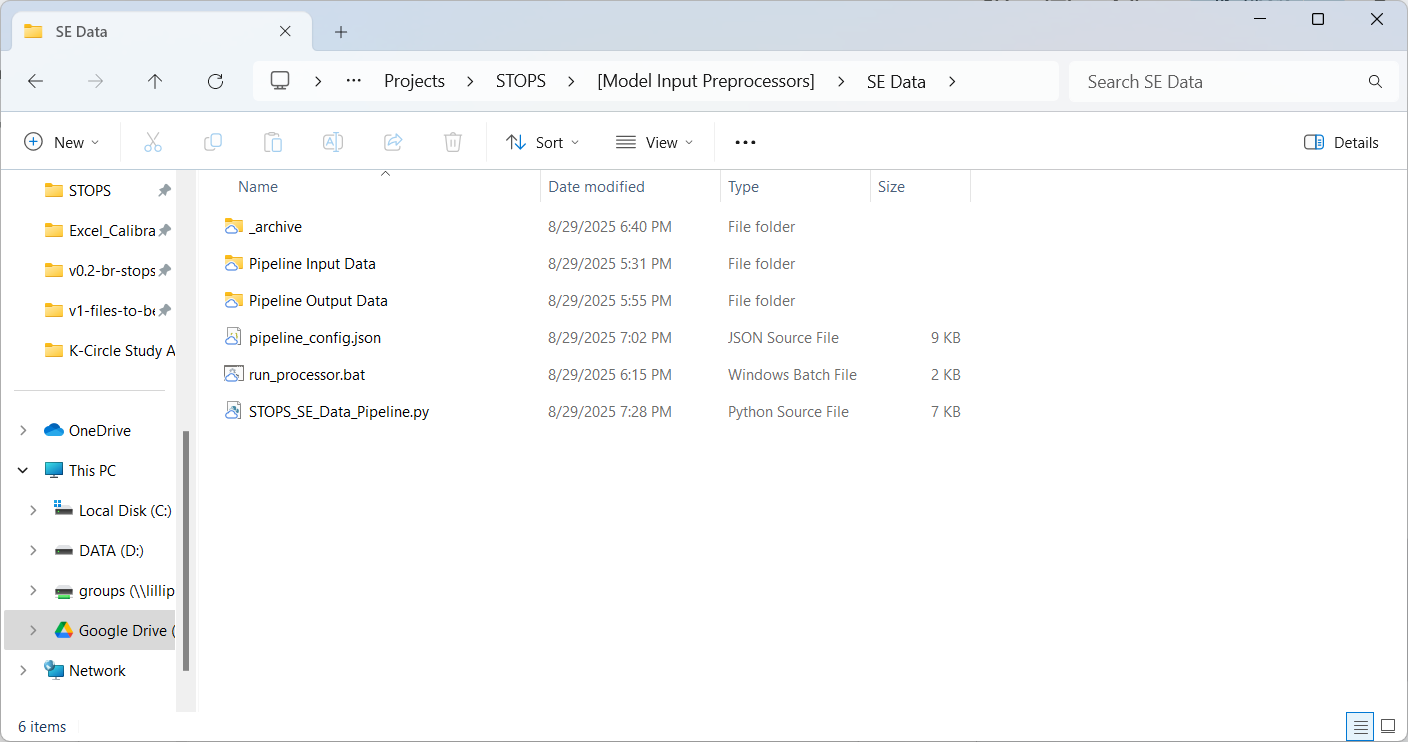 SE Data
Projects STOPS [Model Input Preprocessors] SE Data
Search SE Data
New Sort View ... Details
Name Date modified Type Size
_archive 8/29/2025 6:40 PM File folder
Pipeline Input Data 8/29/2025 5:31 PM File folder
Pipeline Output Data 8/29/2025 5:55 PM File folder
pipeline_config.json 8/29/2025 7:02 PM JSON Source File 9 KB
run_processor.bat 8/29/2025 6:15 PM Windows Batch File 2 KB
STOPS_SE_Data_Pipeline.py 8/29/2025 7:28 PM Python Source File 7 KB
STOPS
Excel_Calibra
v0.2-br-stops
v1-files-to-be
K-Circle Study A
OneDrive
This PC
Local Disk (C:)
DATA (D:)
groups (\\lillip
Google Drive (
Network
6 items